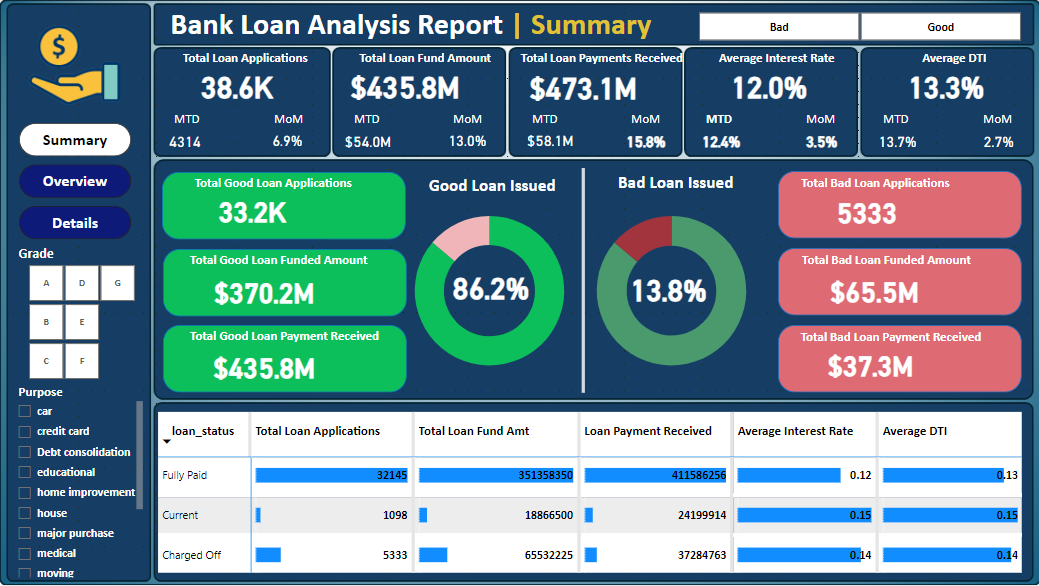 Bank Loan Analysis Report | Summary
Bad
Good
$
Summary
Overview
Details
Grade
A
D
G
B
E
C
F
Purpose
car
credit card
Debt consolidation
educational
home improvement
house
major purchase
medical
moving
Total Loan Applications
38.6K
MTD MoM
4314 6.9%
Total Loan Fund Amount
$435.8M
MTD MoM
$54.0M 13.0%
Total Loan Payments Received
$473.1M
MTD MoM
$58.1M 15.8%
Average Interest Rate
12.0%
MTD MoM
12.4% 3.5%
Average DTI
13.3%
MTD MoM
13.7% 2.7%
Total Good Loan Applications
33.2K
Total Good Loan Funded Amount
$370.2M
Total Good Loan Payment Received
$435.8M
Good Loan Issued
86.2%
Bad Loan Issued
13.8%
Total Bad Loan Applications
5333
Total Bad Loan Funded Amount
$65.5M
Total Bad Loan Payment Received
$37.3M
loan_status Total Loan Applications Total Loan Fund Amt Loan Payment Received Average Interest Rate Average DTI
Fully Paid 32145 351358350 411586256 0.12 0.13
Current 1098 18866500 24199914 0.15 0.15
Charged Off 5333 65532225 37284763 0.14 0.14